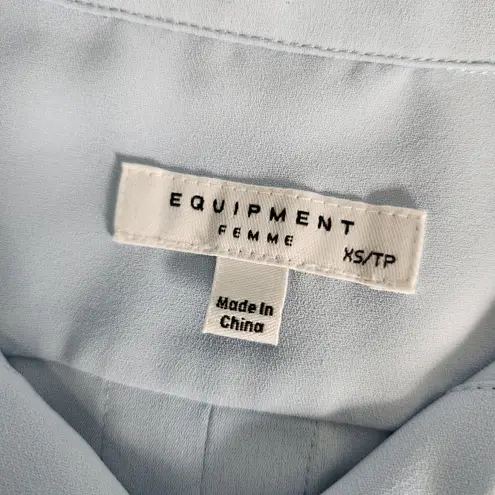 EQUIPMENT
FEMME
XS/TP
Made In
China